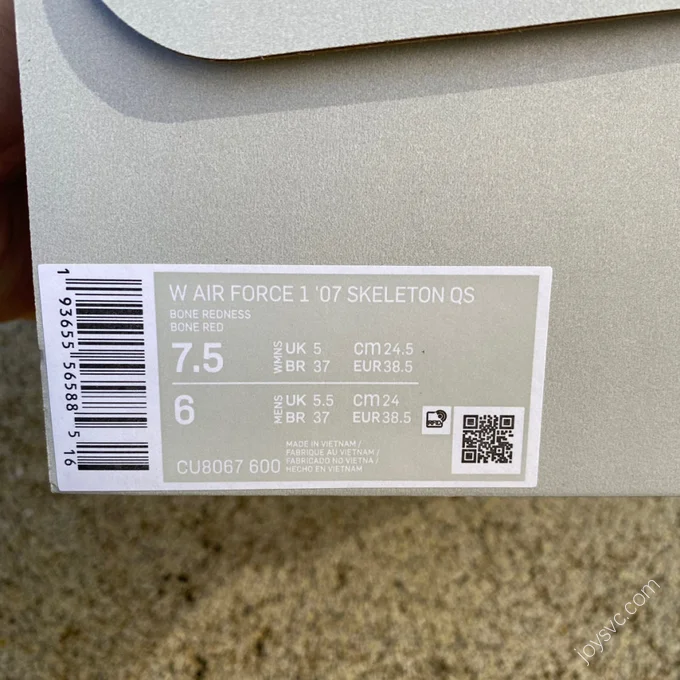 W AIR FORCE 1 '07 SKELETON QS
BONE REDNESS
BONE RED
7.5 WMNS UK 5 CM 24.5
BR 37 EUR 38.5
6 MENS UK 5.5 CM 24
BR 37 EUR 38.5
CU8067 600
MADE IN VIETNAM /
FABRIQUE AU VIETNAM /
FABRICADO NO VIETNÃ /
HECHO EN VIETNAM
1 93655 56588 5 16
joysvc.com